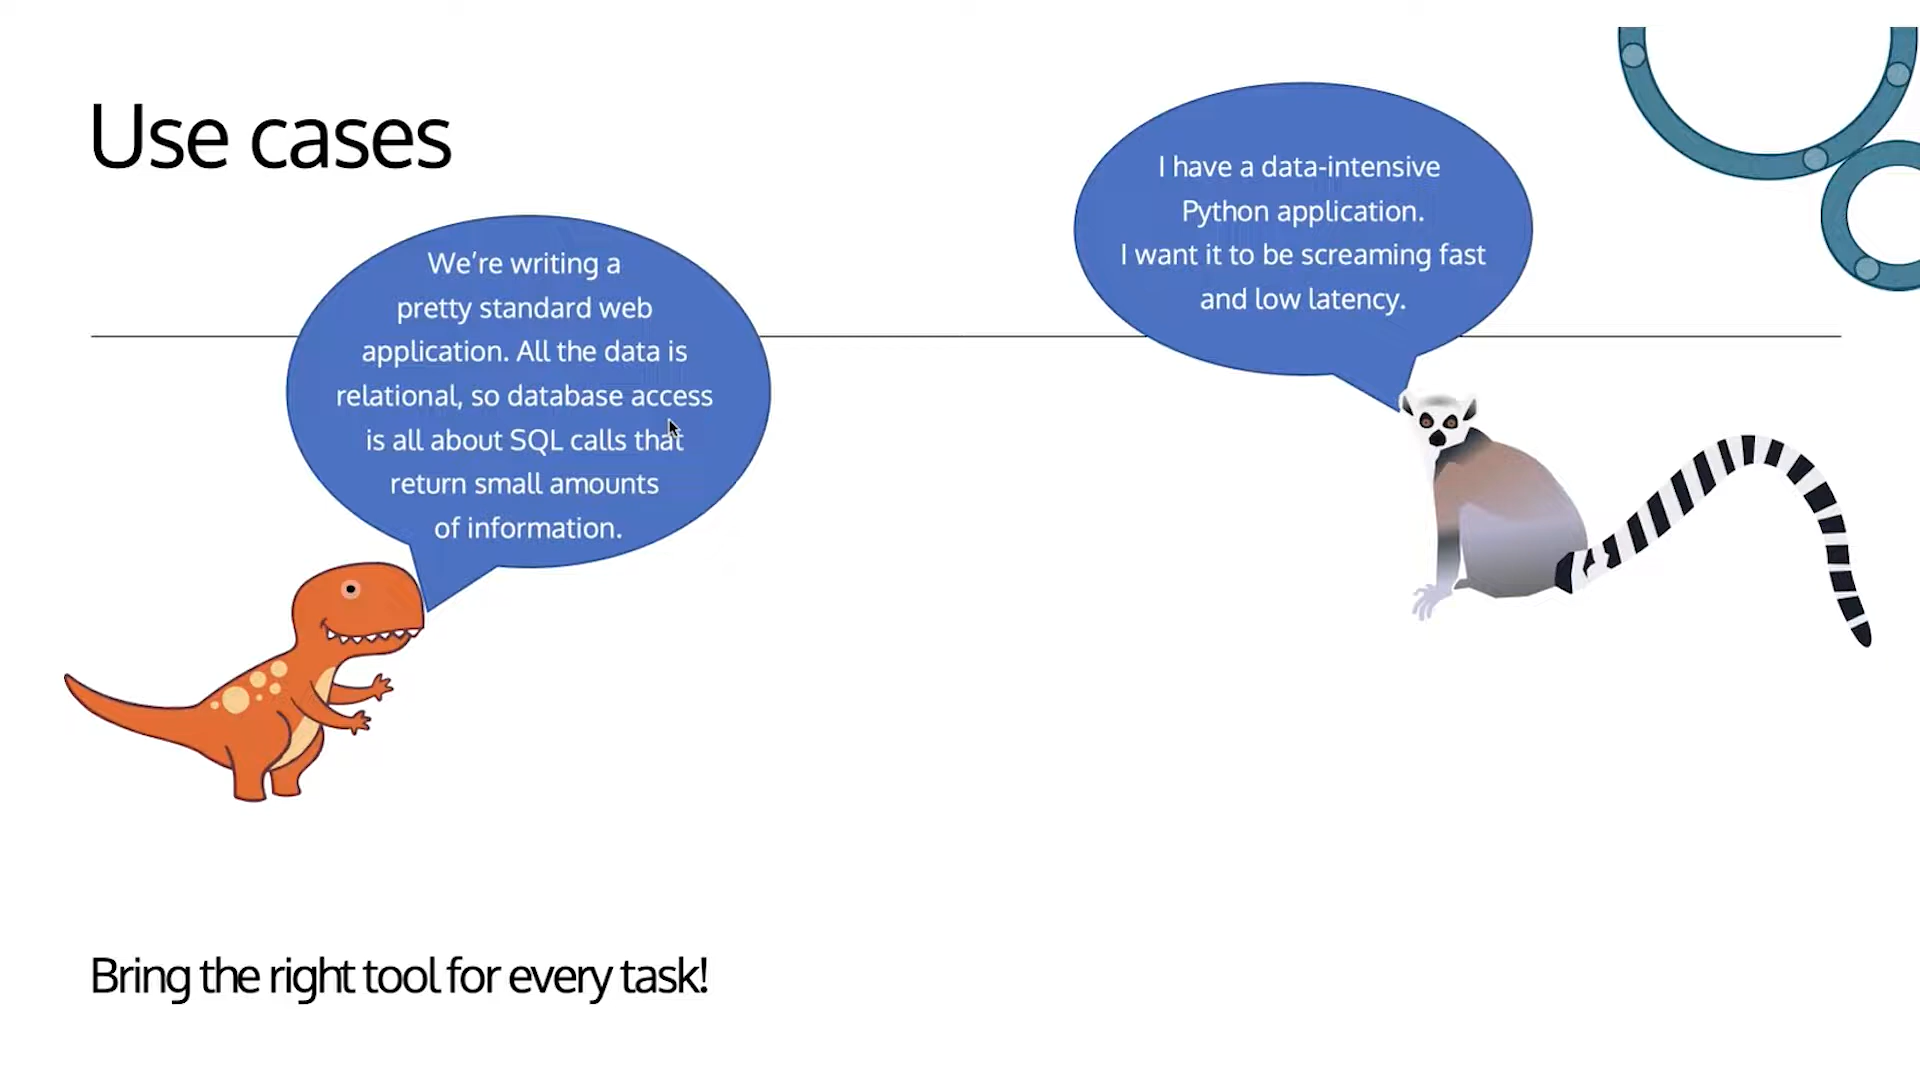 Use cases
We’re writing a
pretty standard web
application. All the data is
relational, so database access
is all about SQL calls that
return small amounts
of information.
I have a data-intensive
Python application.
I want it to be screaming fast
and low latency.
Bring the right tool for every task!